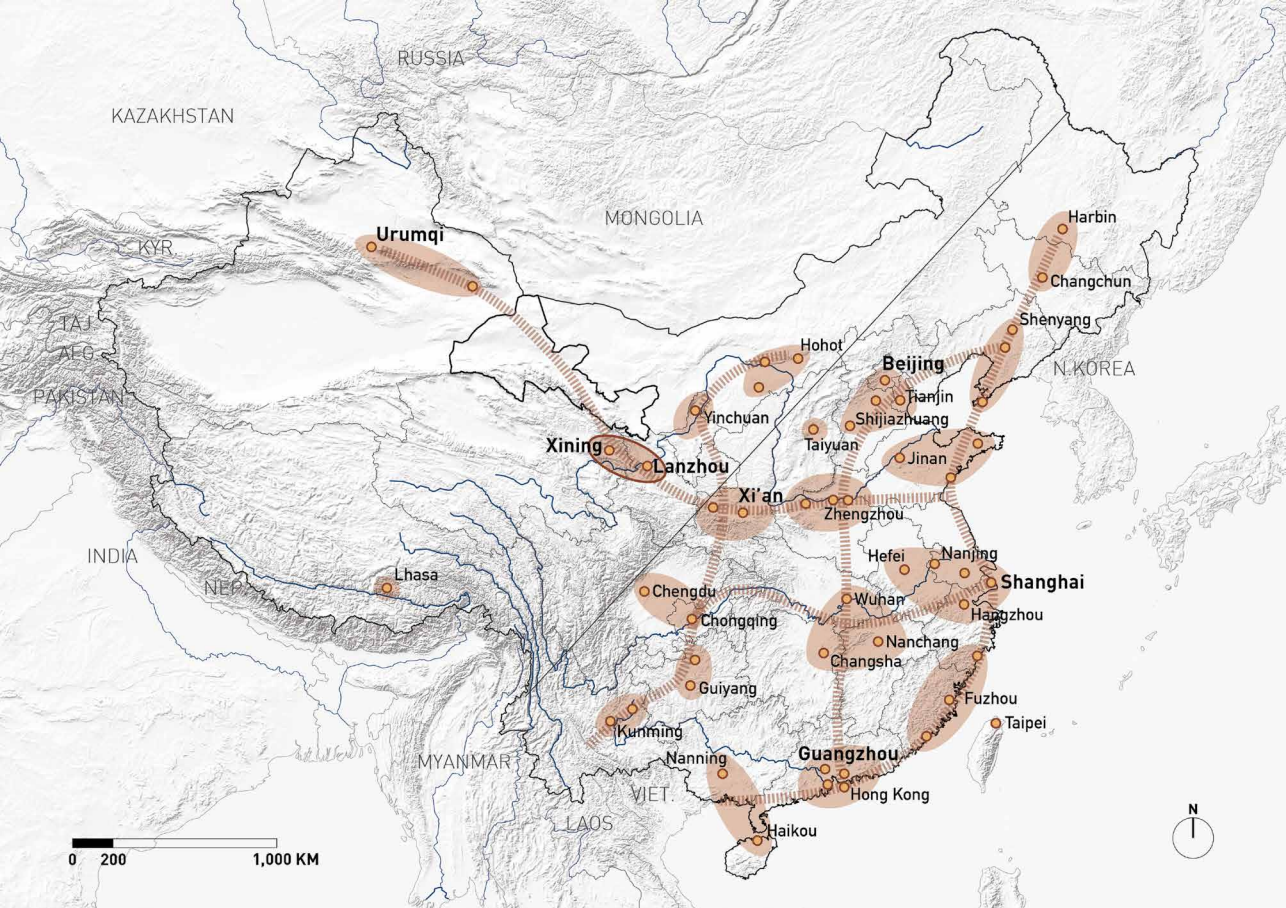 RUSSIA
KAZAKHSTAN
MONGOLIA
Harbin
Urumqi
KYR.
Changchun
Shenyang
TAJ.
Hohot
AFG.
Beijing
N.KOREA
PAKISTAN
Tianjin
Yinchuan
Shijiazhuang
Taiyuan
Xining
Jinan
Lanzhou
Xi'an
Zhengzhou
INDIA
Hefei
Nanjing
Lhasa
Shanghai
NEP.
Chengdu
Wuhan
Hangzhou
Chongqing
Nanchang
Changsha
Guiyang
Fuzhou
Taipei
Kunming
Guangzhou
Nanning
MYANMAR
VIET.
Hong Kong
LAOS
Haikou
N
0 200 1,000 KM